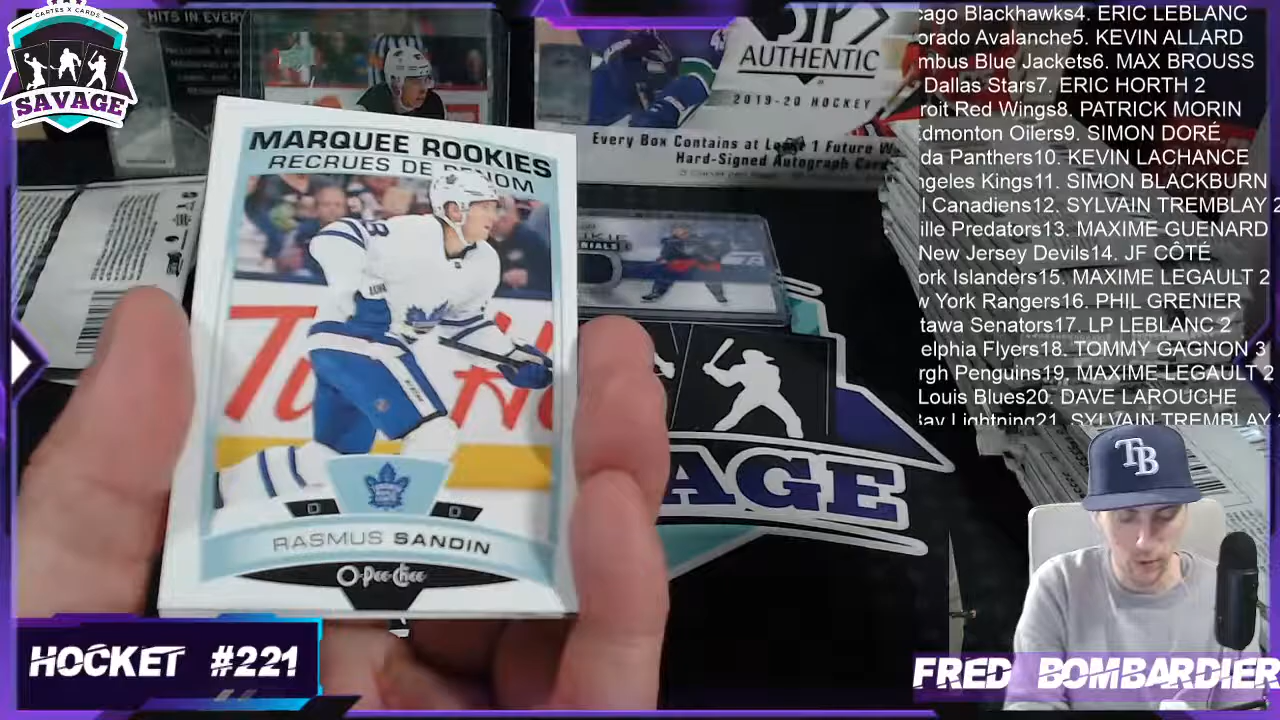 CARTES X CARDS
SAVAGE
HITS IN EVERY
AUTHENTIC
2019-20 HOCKEY
Every Box Contains at Least 1 Future W
Hard-Signed Autograph Card
MARQUEE ROOKIES
RECRUES DE RENOM
RASMUS SANDIN
O-Pee-Chee
AGE
cago Blackhawks4. ERIC LEBLANC
orado Avalanche5. KEVIN ALLARD
mbus Blue Jackets6. MAX BROUSS
Dallas Stars7. ERIC HORTH 2
roit Red Wings8. PATRICK MORIN
dmonton Oilers9. SIMON DORÉ
da Panthers10. KEVIN LACHANCE
ngeles Kings11. SIMON BLACKBURN
l Canadiens12. SYLVAIN TREMBLAY 2
ille Predators13. MAXIME GUENARD
New Jersey Devils14. JF CÔTÉ
ork Islanders15. MAXIME LEGAULT 2
w York Rangers16. PHIL GRENIER
tawa Senators17. LP LEBLANC 2
elphia Flyers18. TOMMY GAGNON 3
rgh Penguins19, MAXIME LEGAULT 2
Louis Blues20. DAVE LAROUCHE
Bay Lightning21. SYLVAIN TREMBLAY
TB
HOCKET #221
FRED BOMBARDIER